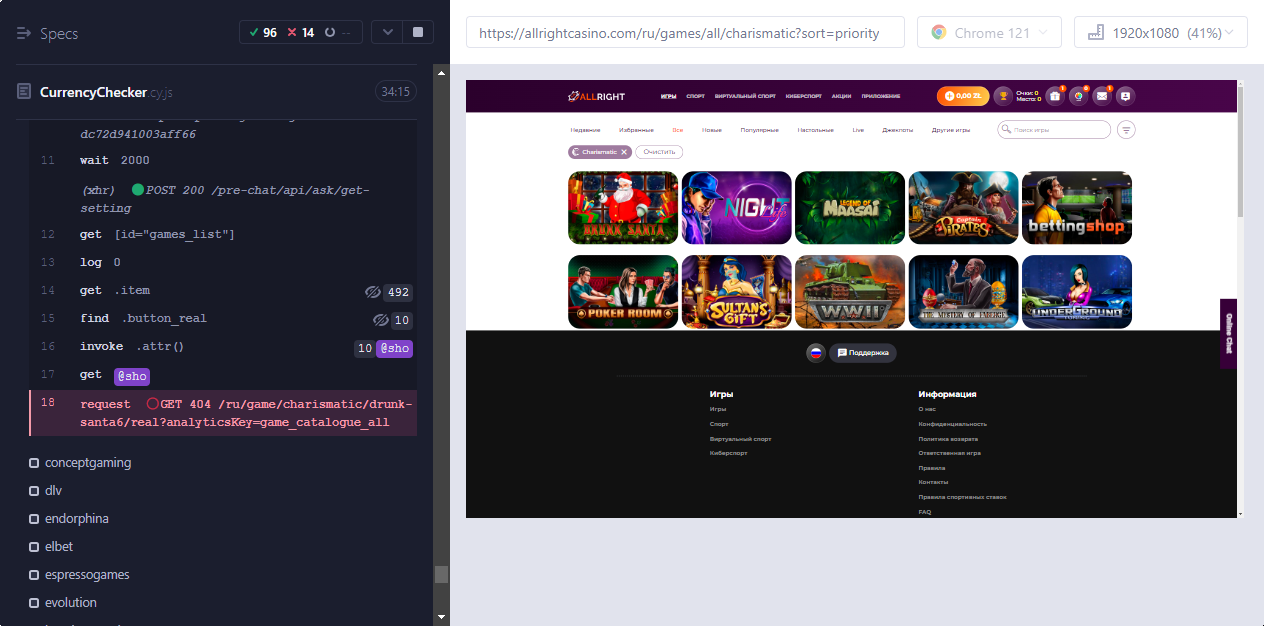 Specs
96 14 --
CurrencyChecker.cy.js 34:15
dc72d941003aff66
11 wait 2000
(xhr) POST 200 /pre-chat/api/ask/get-
setting
12 get [id="games_list"]
13 log 0
14 get .item 492
15 find .button_real 10
16 invoke .attr() 10 @sho
17 get @sho
18 request GET 404 /ru/game/charismatic/drunk-
santa6/real?analyticsKey=game_catalogue_all
conceptgaming
dlv
endorphina
elbet
espressogames
evolution
https://allrightcasino.com/ru/games/all/charismatic?sort=priority
Chrome 121
1920x1080 (41%)
ALLRIGHT
ИГРЫ СПОРТ ВИРТУАЛЬНЫЙ СПОРТ КИБЕРСПОРТ АКЦИИ ПРИЛОЖЕНИЕ
0,00 ZŁ
Очки: 0
Место: 0
Недавние Избранные Все Новые Популярные Настольные Live Джекпоты Другие игры
Поиск игры
Charismatic Очистить
SANTA
NIGHT
LEGEND OF
MAASAI
CAPTAIN
PIRATES
bettingshop
POKER ROOM
SULTAN'S
GIFT
WWII
THE MYSTERY OF FABERGE
UNDERGROUND
Online Chat
Поддержка
Игры
Игры
Спорт
Виртуальный спорт
Киберспорт
Информация
О нас
Конфиденциальность
Политика возврата
Ответственная игра
Правила
Контакты
Правила спортивных ставок
FAQ